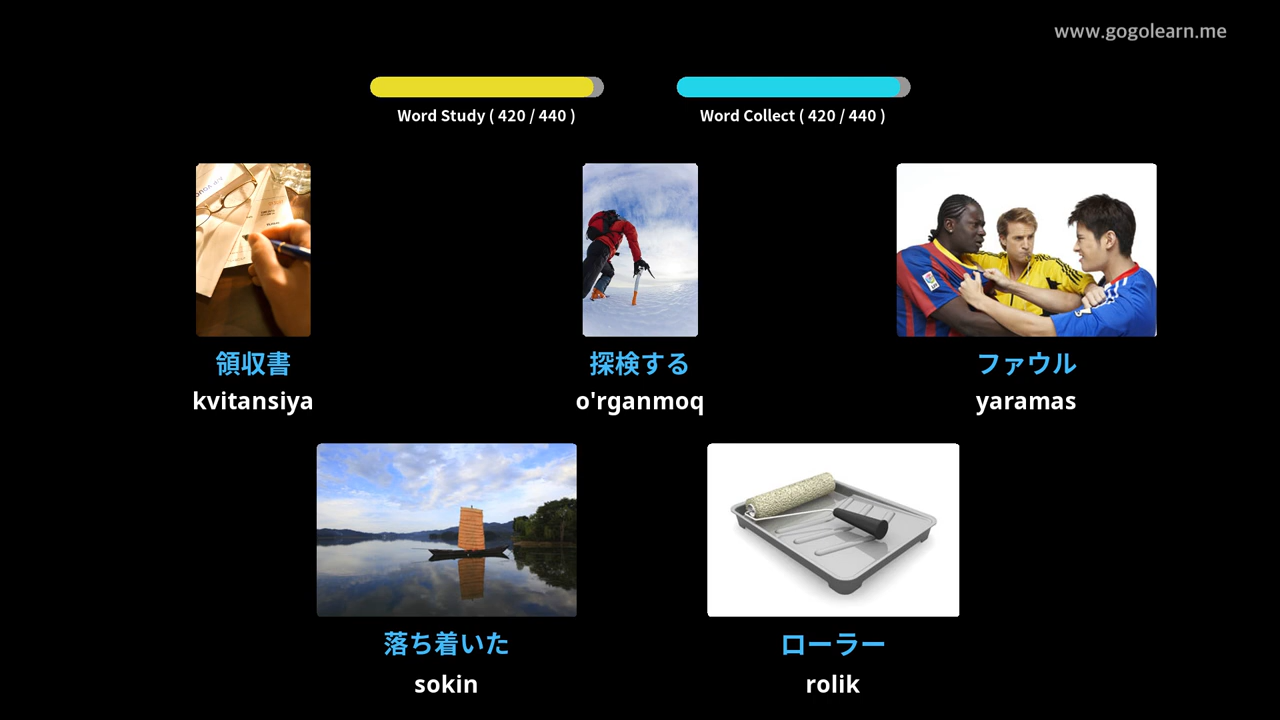 www.gogolearn.me
Word Study ( 420 / 440 )
Word Collect ( 420 / 440 )
領収書
kvitansiya
探検する
o'rganmoq
ファウル
yaramas
落ち着いた
sokin
ローラー
rolik